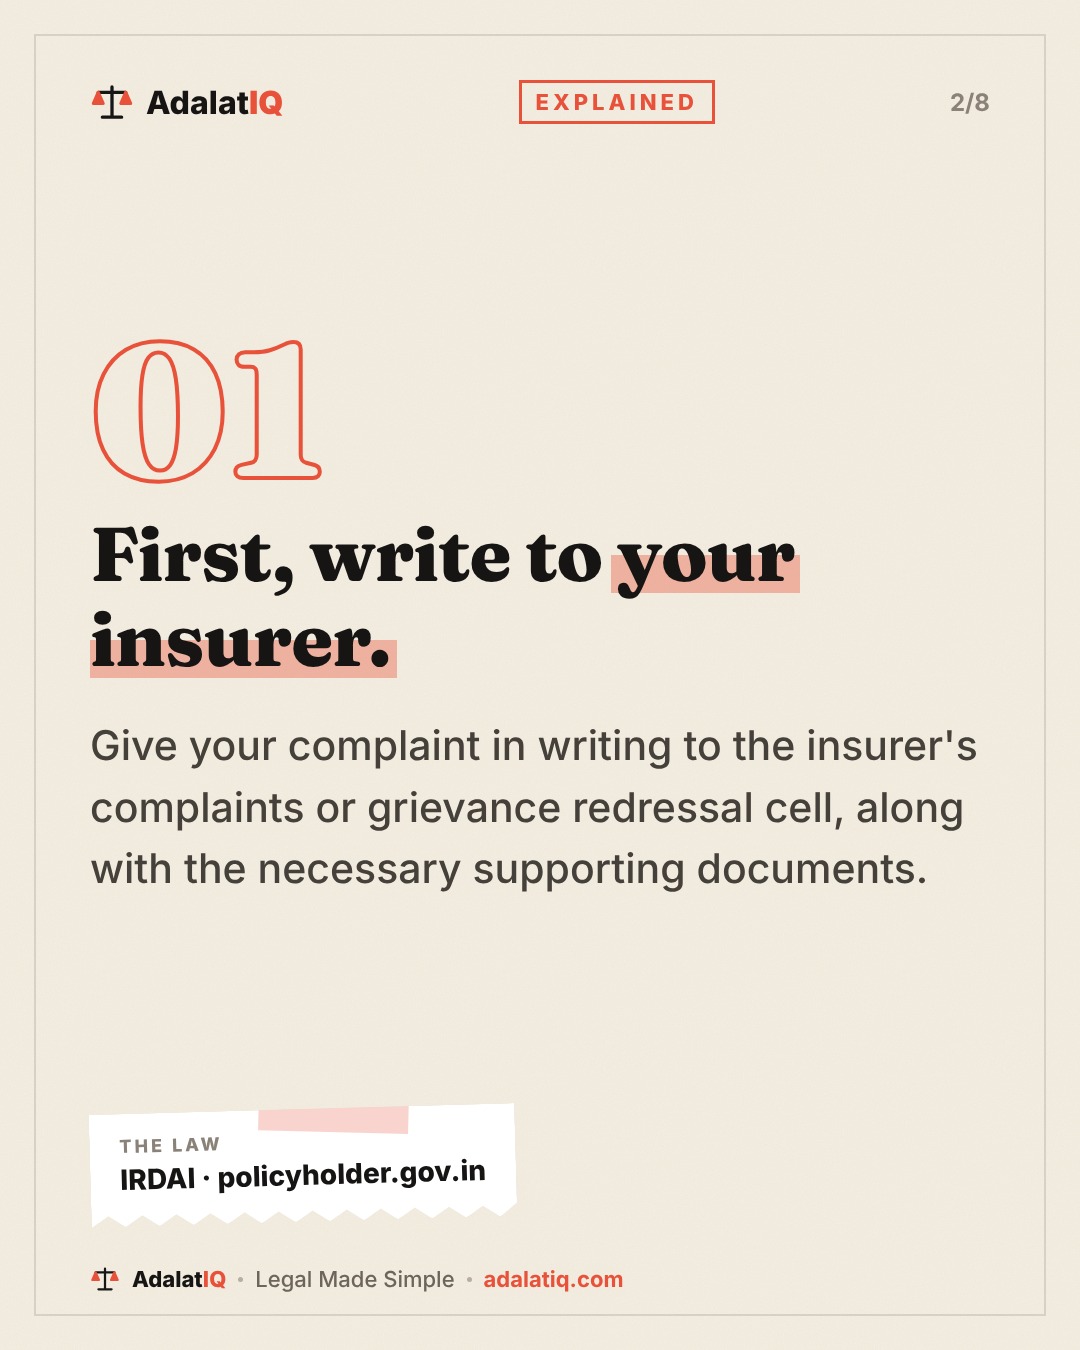 AdalatIQ
EXPLAINED
2/8
01
First, write to your
insurer.
Give your complaint in writing to the insurer's
complaints or grievance redressal cell, along
with the necessary supporting documents.
THE LAW
IRDAI · policyholder.gov.in
AdalatIQ • Legal Made Simple • adalatiq.com